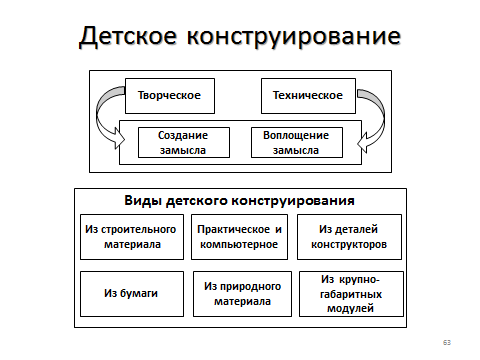 Детское конструирование
Творческое
Техническое
Создание
замысла
Воплощение
замысла
Виды детского конструирования
Из строительного
материала
Практическое и
компьютерное
Из деталей
конструкторов
Из бумаги
Из природного
материала
Из крупно-
габаритных
модулей
63